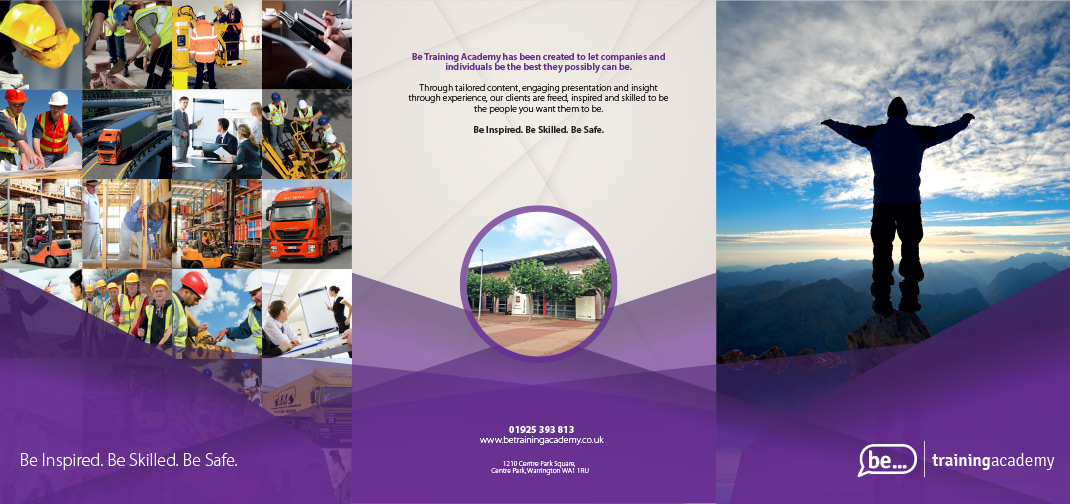 Be Inspired. Be Skilled. Be Safe.
Be Training Academy has been created to let companies and
individuals be the best they possibly can be.
Through tailored content, engaging presentation and insight
through experience, our clients are freed, inspired and skilled to be
the people you want them to be.
Be Inspired. Be Skilled. Be Safe.
01925 393 813
www.betrainingacademy.co.uk
1210 Centre Park Square,
Centre Park, Warrington WA1 1RU
be...
trainingacademy